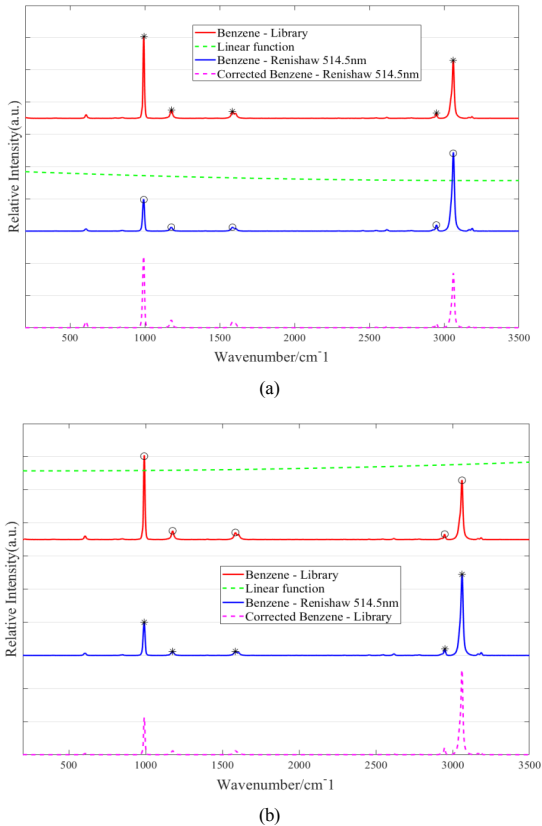 Benzene - Library
Linear function
Benzene - Renishaw 514.5nm
Corrected Benzene - Renishaw 514.5nm
Relative Intensity(a.u.)
500 1000 1500 2000 2500 3000 3500
Wavenumber/cm⁻1
(a)
Benzene - Library
Linear function
Benzene - Renishaw 514.5nm
Corrected Benzene - Library
Relative Intensity(a.u.)
500 1000 1500 2000 2500 3000 3500
Wavenumber/cm⁻1
(b)